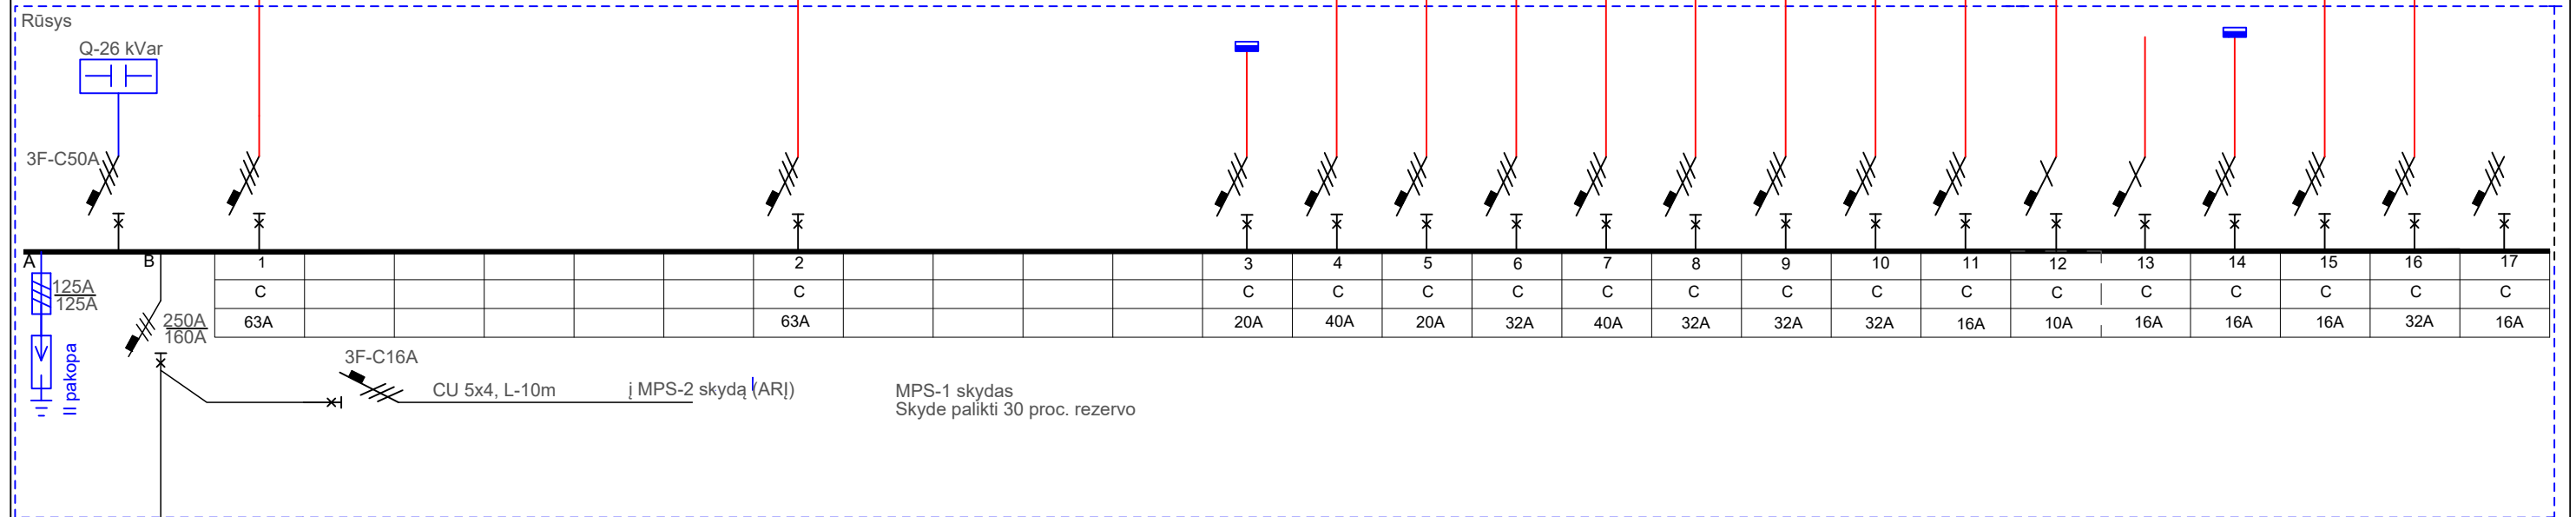 Rūsys
Q-26 kVar
3F-C50A
A
B
1 2 3 4 5 6 7 8 9 10 11 12 13 14 15 16 17
C C C C C C C C C C C C C C C C C
63A 63A 20A 40A 20A 32A 40A 32A 32A 32A 16A 10A 16A 16A 16A 32A 16A
125A
125A
250A
160A
II pakopa
3F-C16A
CU 5x4, L-10m
į MPS-2 skydą (ARĮ)
MPS-1 skydas
Skyde palikti 30 proc. rezervo